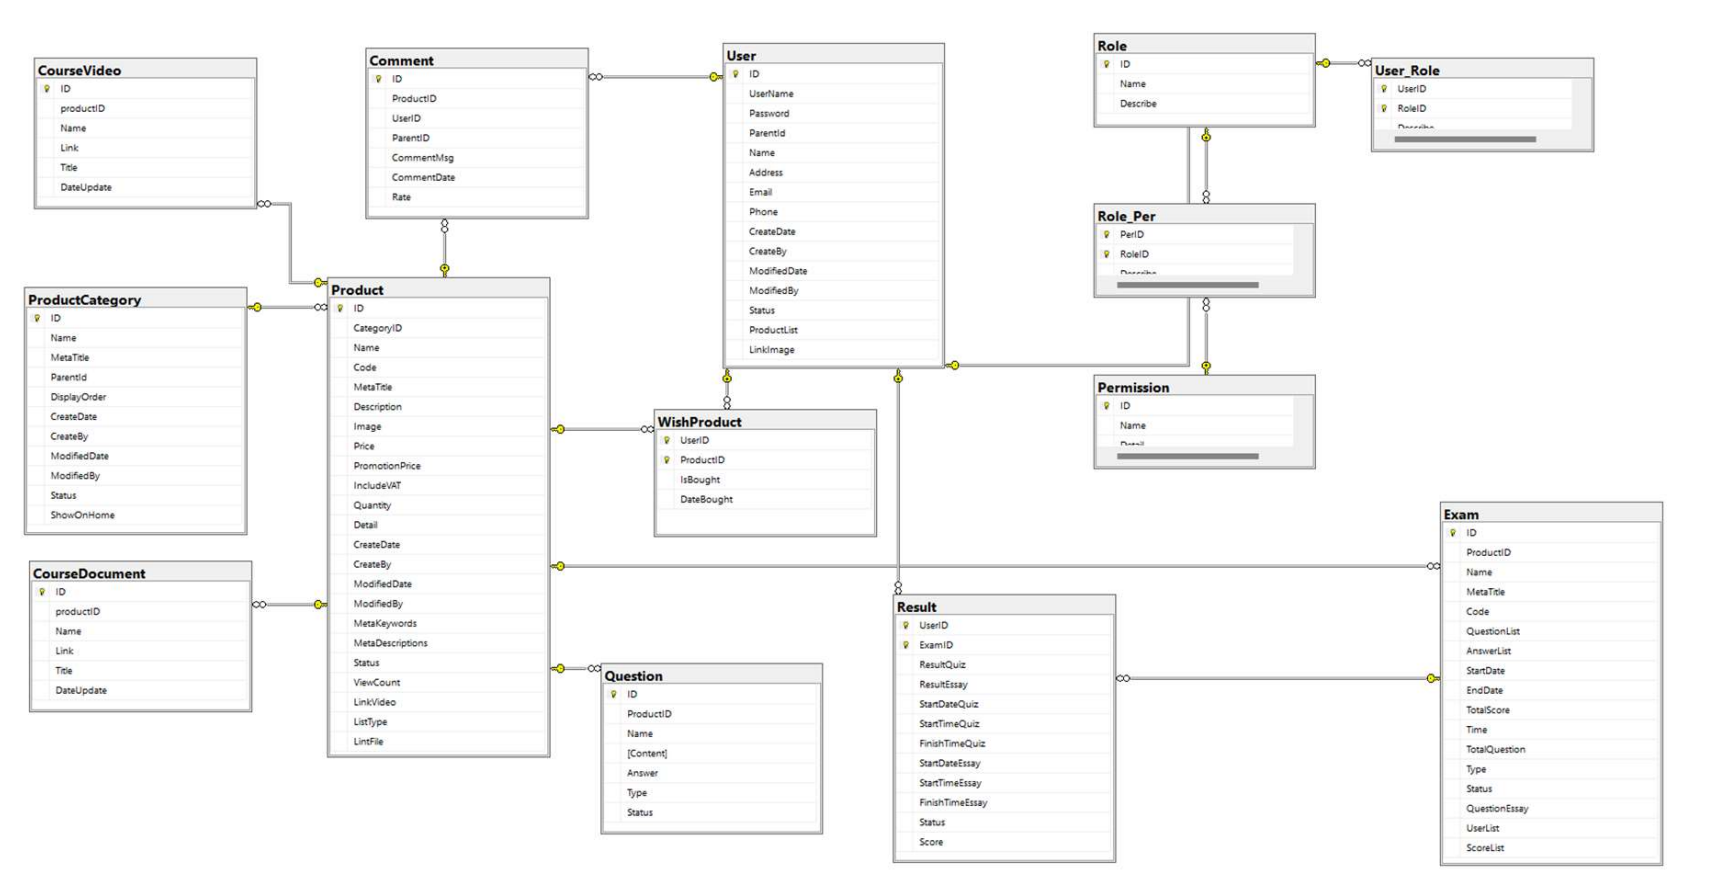 CourseVideo
ID
productID
Name
Link
Title
DateUpdate
Comment
ID
ProductID
UserID
ParentID
CommentMsg
CommentDate
Rate
User
ID
UserName
Password
ParentId
Name
Address
Email
Phone
CreateDate
CreateBy
ModifiedDate
ModifiedBy
Status
ProductList
LinkImage
Role
ID
Name
Describe
User_Role
UserID
RoleID
Describe
Role_Per
PerID
RoleID
Describe
Permission
ID
Name
Detail
ProductCategory
ID
Name
MetaTitle
ParentId
DisplayOrder
CreateDate
CreateBy
ModifiedDate
ModifiedBy
Status
ShowOnHome
Product
ID
CategoryID
Name
Code
MetaTitle
Description
Image
Price
PromotionPrice
IncludeVAT
Quantity
Detail
CreateDate
CreateBy
ModifiedDate
ModifiedBy
MetaKeywords
MetaDescriptions
Status
ViewCount
LinkVideo
ListType
LintFile
WishProduct
UserID
ProductID
IsBought
DateBought
CourseDocument
ID
productID
Name
Link
Title
DateUpdate
Question
ID
ProductID
Name
[Content]
Answer
Type
Status
Result
UserID
ExamID
ResultQuiz
ResultEssay
StartDateQuiz
StartTimeQuiz
FinishTimeQuiz
StartDateEssay
StartTimeEssay
FinishTimeEssay
Status
Score
Exam
ID
ProductID
Name
MetaTitle
Code
QuestionList
AnswerList
StartDate
EndDate
TotalScore
Time
TotalQuestion
Type
Status
QuestionEssay
UserList
ScoreList